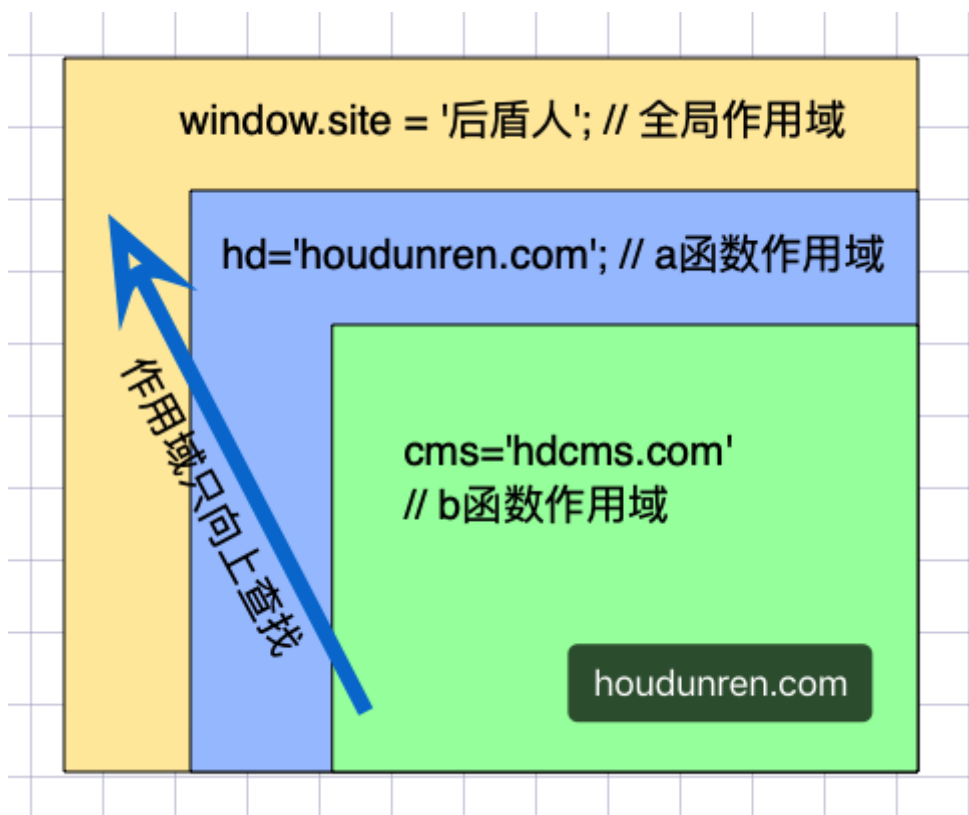 window.site = '后盾人'; // 全局作用域
hd='houdunren.com'; // a函数作用域
作用域只向上查找
cms='hdcms.com'
// b函数作用域
houdunren.com